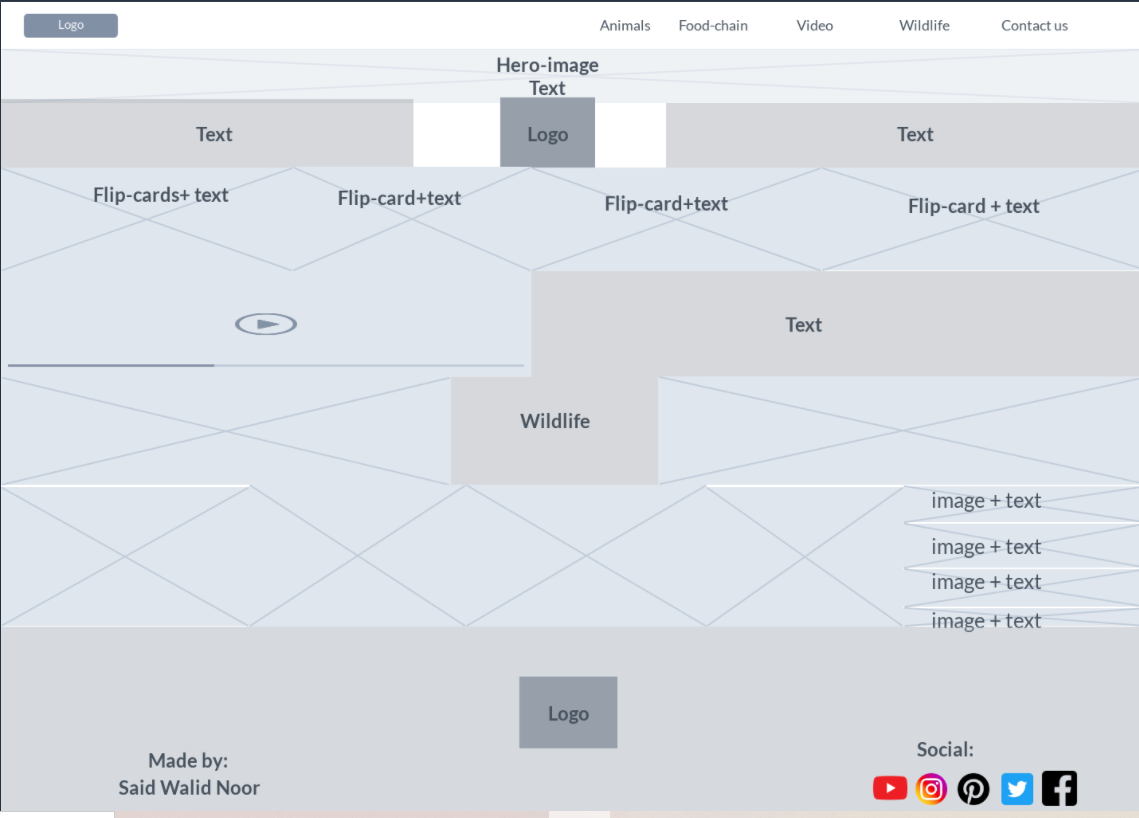 Logo
Animals Food-chain Video Wildlife Contact us
Hero-image
Text
Text
Logo
Text
Flip-cards+ text
Flip-card+text
Flip-card+text
Flip-card + text
Text
Wildlife
image + text
image + text
image + text
image + text
Logo
Made by:
Said Walid Noor
Social: